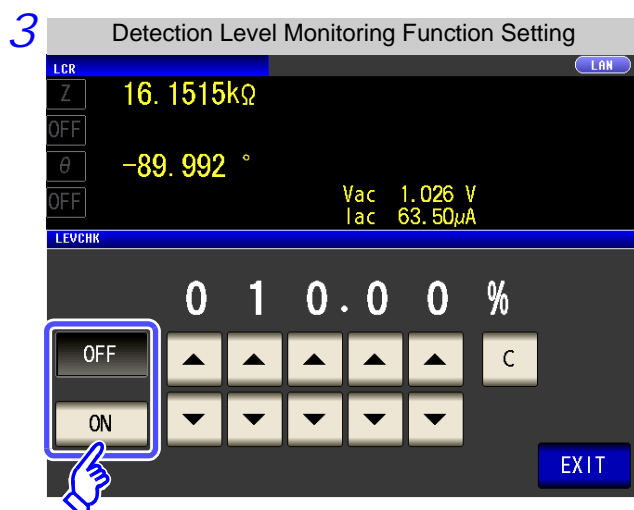 3 Detection Level Monitoring Function Setting
LCR LAN
Z 16.1515kΩ
OFF
θ -89.992 °
OFF Vac 1.026 V
Iac 63.50μA
LEVCHK
0 1 0 . 0 0 %
OFF C
ON
EXIT